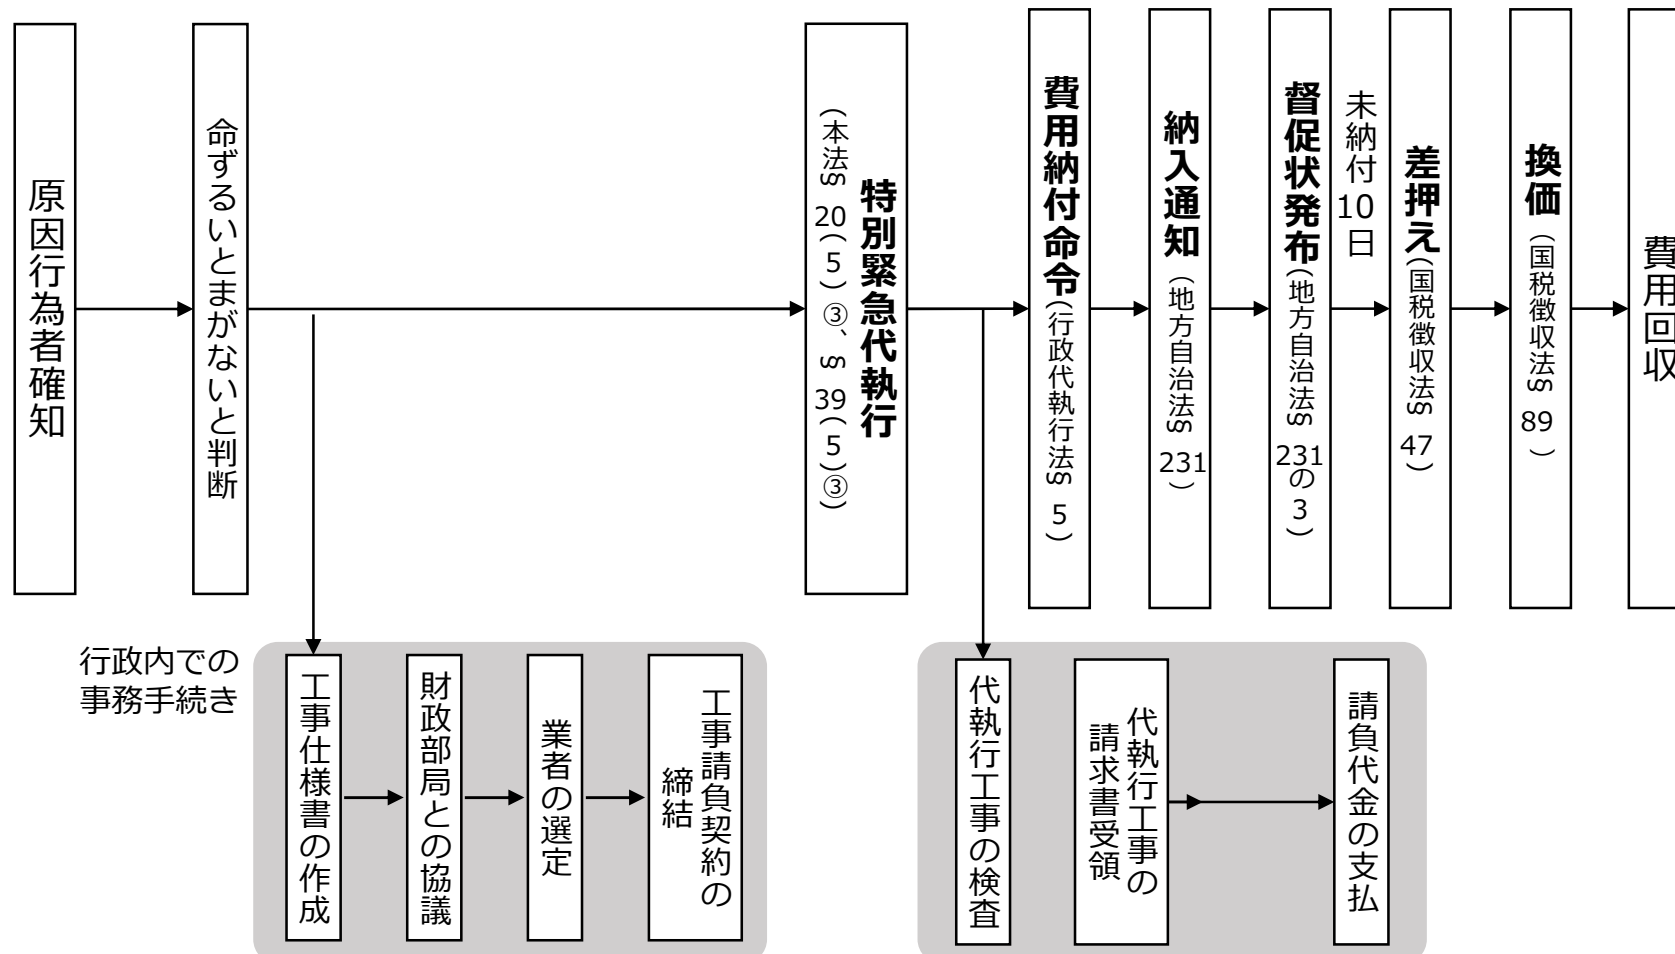 原因行為者確知
命ずるいとまがないと判断
特別緊急代執行
（本法§20（5）③、§39（5）③）
費用納付命令（行政代執行法§5）
納入通知（地方自治法§231）
督促状発布（地方自治法§231の3）
未納付10日
差押え（国税徴収法§47）
換価（国税徴収法§89）
費用回収
行政内での
事務手続き
工事仕様書の作成
財政部局との協議
業者の選定
工事請負契約の
締結
代執行工事の検査
代執行工事の
請求書受領
請負代金の支払